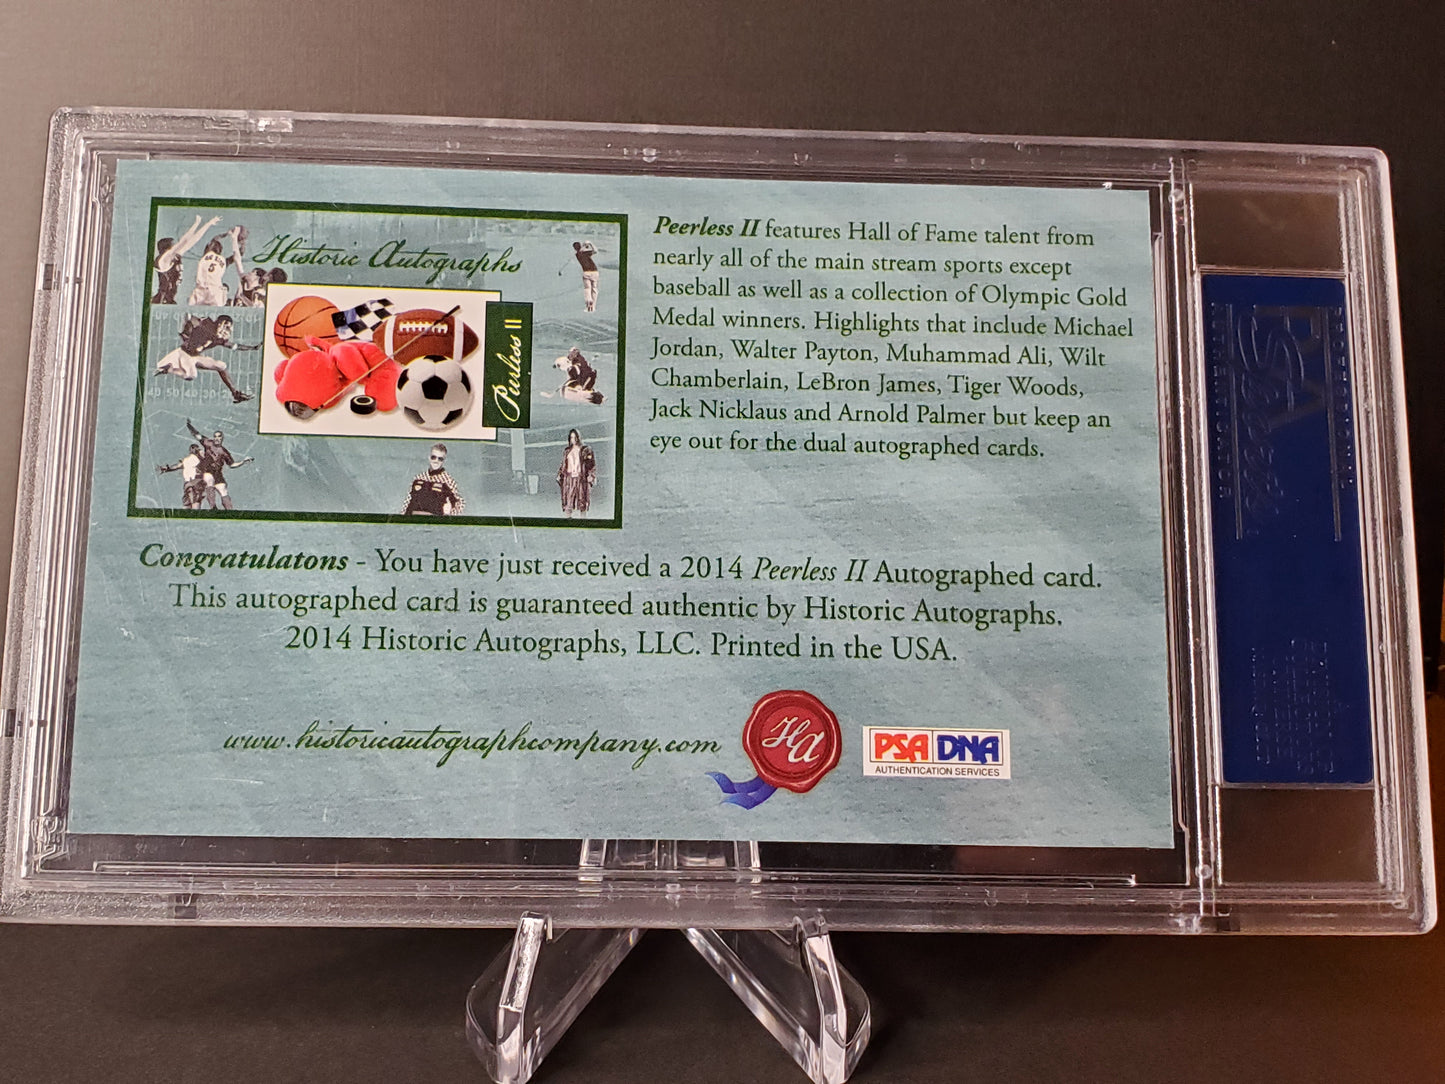 Historic Autographs
Peerless II
Peerless II features Hall of Fame talent from
nearly all of the main stream sports except
baseball as well as a collection of Olympic Gold
Medal winners. Highlights that include Michael
Jordan, Walter Payton, Muhammad Ali, Wilt
Chamberlain, LeBron James, Tiger Woods,
Jack Nicklaus and Arnold Palmer but keep an
eye out for the dual autographed cards.
Congratulatons - You have just received a 2014 Peerless II Autographed card.
This autographed card is guaranteed authentic by Historic Autographs.
2014 Historic Autographs, LLC. Printed in the USA.
www.historicautographcompany.com
HA
PSA DNA
AUTHENTICATION SERVICES
PSA